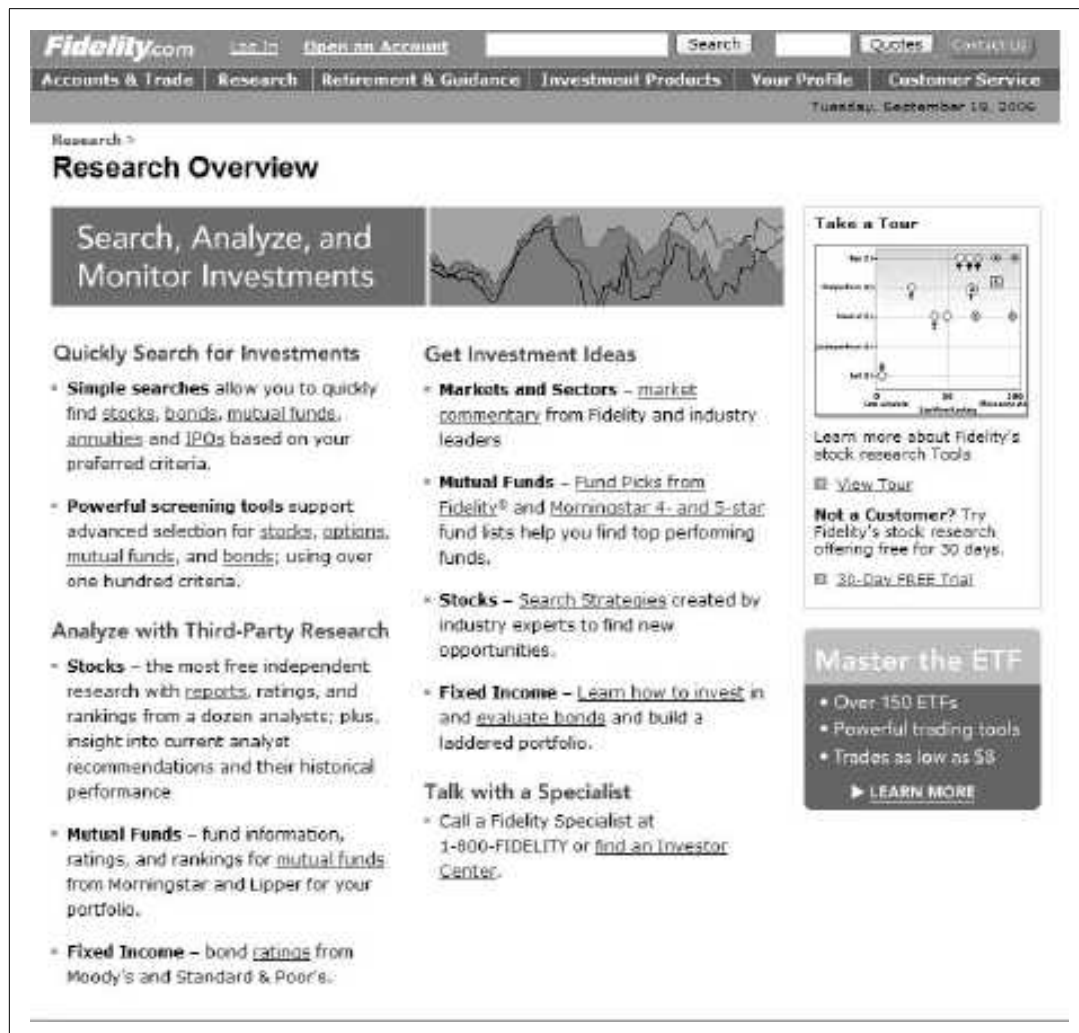 Fidelity.com Log In Open an Account Search Quotes Contact Us
Accounts & Trade Research Retirement & Guidance Investment Products Your Profile Customer Service
Tuesday, September 19, 2006
Research >
Research Overview
Search, Analyze, and
Monitor Investments
Quickly Search for Investments
Simple searches allow you to quickly
find stocks, bonds, mutual funds,
annuities and IPOs based on your
preferred criteria.
Powerful screening tools support
advanced selection for stocks, options,
mutual funds, and bonds; using over
one hundred criteria.
Analyze with Third-Party Research
Stocks – the most free independent
research with reports, ratings, and
rankings from a dozen analysts; plus,
insight into current analyst
recommendations and their historical
performance
Mutual Funds – fund information,
ratings, and rankings for mutual funds
from Morningstar and Lipper for your
portfolio.
Fixed Income – bond ratings from
Moody's and Standard & Poor's.
Get Investment Ideas
Markets and Sectors – market
commentary from Fidelity and industry
leaders
Mutual Funds – Fund Picks from
Fidelity® and Morningstar 4- and 5-star
fund lists help you find top performing
funds.
Stocks – Search Strategies created by
industry experts to find new
opportunities.
Fixed Income – Learn how to invest in
and evaluate bonds and build a
laddered portfolio.
Talk with a Specialist
Call a Fidelity Specialist at
1-800-FIDELITY or find an Investor
Center.
Take a Tour
0 50 100
Learn more about Fidelity's
stock research Tools
View Tour
Not a Customer? Try
Fidelity's stock research
offering free for 30 days.
30-Day FREE Trial
Master the ETF
• Over 150 ETFs
• Powerful trading tools
• Trades as low as $8
LEARN MORE